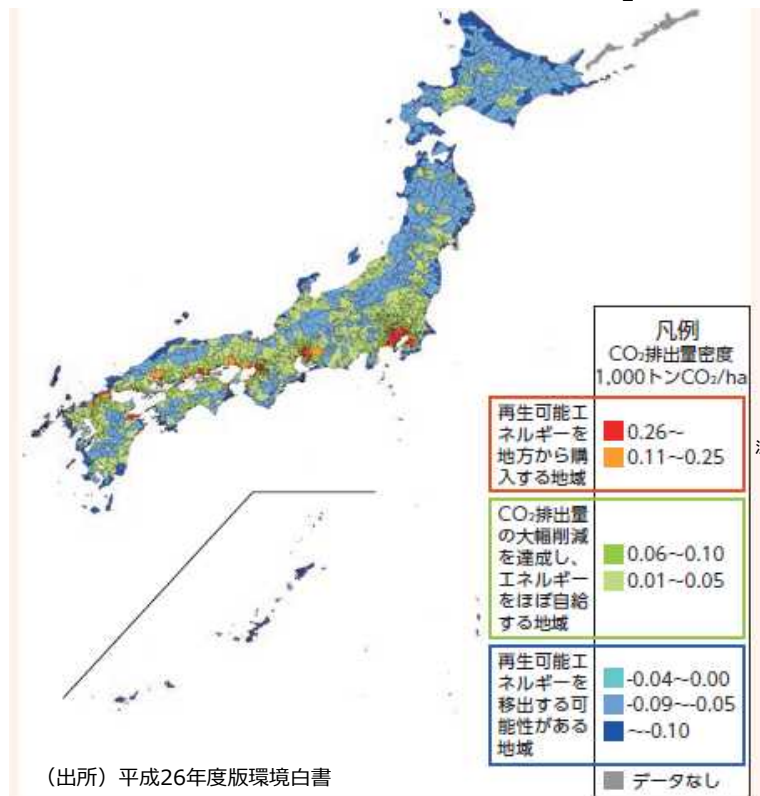 凡例
CO₂排出量密度
1,000トンCO₂/ha
再生可能エ
ネルギーを
地方から購
入する地域
0.26～
0.11～0.25
CO₂排出量
の大幅削減
を達成し、
エネルギー
をほぼ自給
する地域
0.06～0.10
0.01～0.05
再生可能エ
ネルギーを
移出する可
能性がある
地域
-0.04～0.00
-0.09～-0.05
～-0.10
データなし
（出所）平成26年度版環境白書